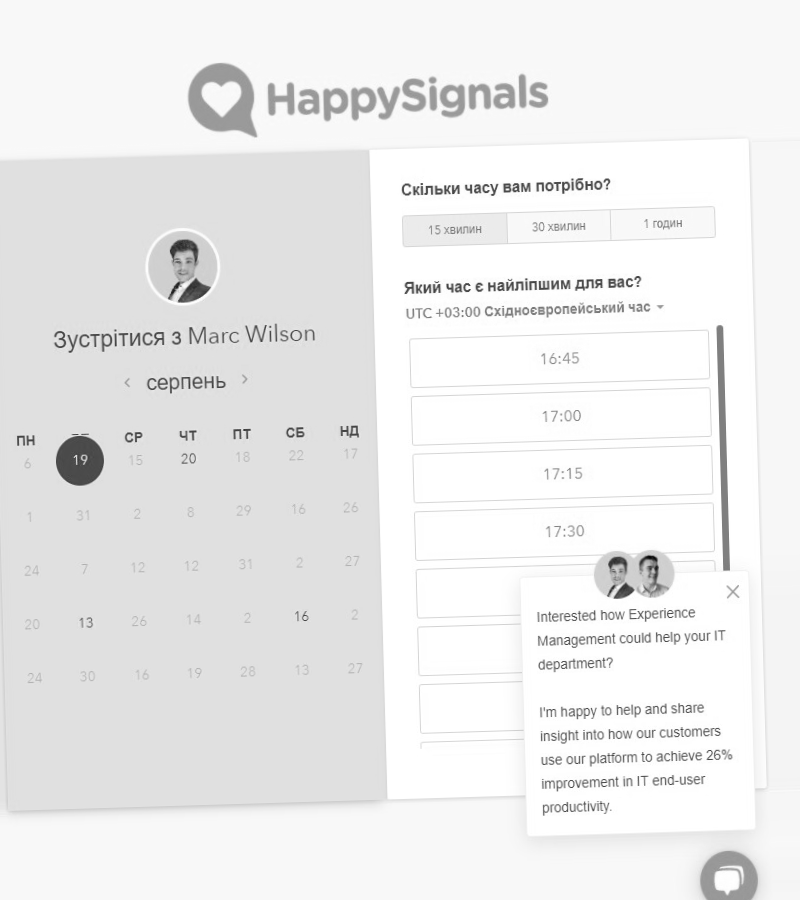 HappySignals
Зустрітися з Marc Wilson
серпень
ПН СР ЧТ ПТ СБ НД
6 19 15 20 18 22 17
1 31 2 8 29 16 26
24 7 12 12 31 2 27
20 13 26 14 2 16 2
24 30 16 19 28 13 27
Скільки часу вам потрібно?
15 хвилин 30 хвилин 1 годин
Який час є найліпшим для вас?
UTC +03:00 Східноєвропейський час
16:45
17:00
17:15
17:30
Interested how Experience
Management could help your IT
department?
I'm happy to help and share
insight into how our customers
use our platform to achieve 26%
improvement in IT end-user
productivity.